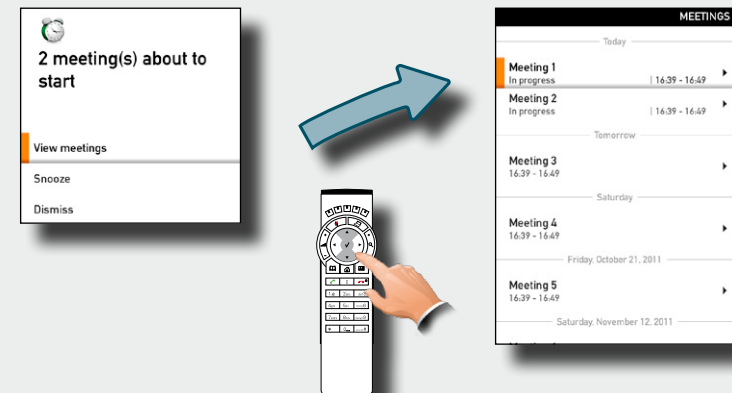 2 meeting(s) about to
start
View meetings
Snooze
Dismiss
MEETINGS
Today
Meeting 1
In progress
| 16:39 - 16:49
Meeting 2
In progress
| 16:39 - 16:49
Tomorrow
Meeting 3
16:39 - 16:49
Saturday
Meeting 4
16:39 - 16:49
Friday, October 21, 2011
Meeting 5
16:39 - 16:49
Saturday, November 12, 2011